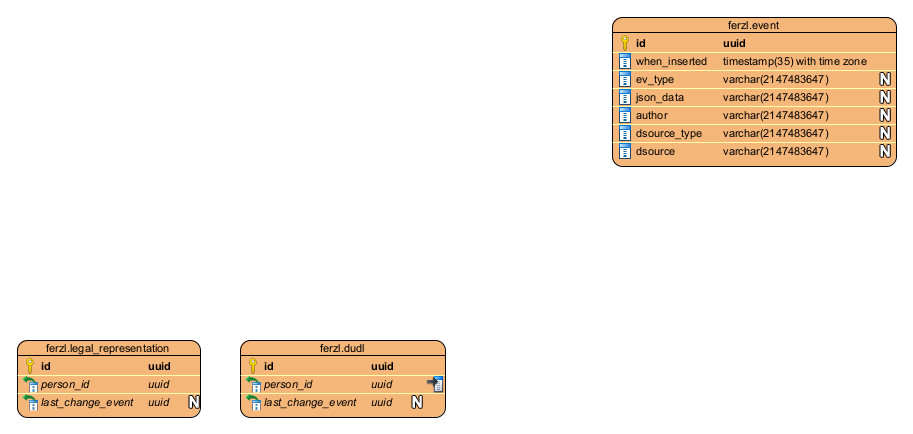 ferzl.event
id uuid
when_inserted timestamp(35) with time zone
ev_type varchar(2147483647) N
json_data varchar(2147483647) N
author varchar(2147483647) N
dsource_type varchar(2147483647) N
dsource varchar(2147483647) N
ferzl.legal_representation
id uuid
person_id uuid
last_change_event uuid N
ferzl.dudl
id uuid
person_id uuid
last_change_event uuid N